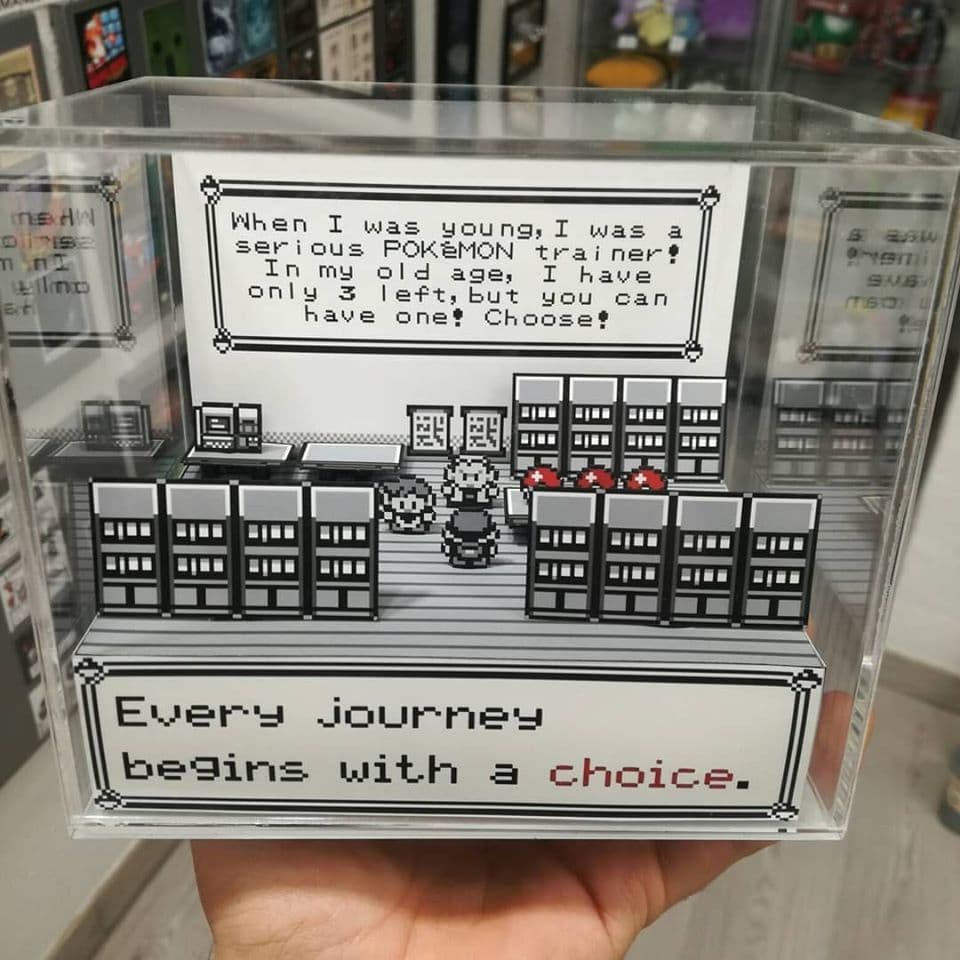 When I was young, I was a
serious POKéMON trainer!
In my old age, I have
only 3 left, but you can
have one! Choose!
Every journey
begins with a choice.